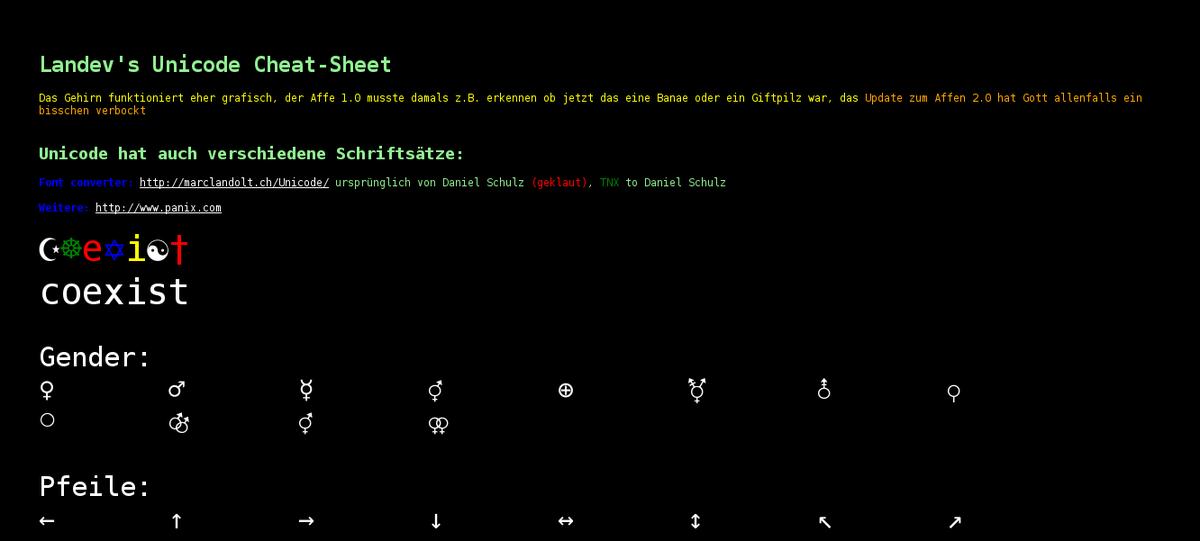 Landev's Unicode Cheat-Sheet
Das Gehirn funktioniert eher grafisch, der Affe 1.0 musste damals z.B. erkennen ob jetzt das eine Banae oder ein Giftpilz war, das Update zum Affen 2.0 hat Gott allenfalls ein
bisschen verbockt
Unicode hat auch verschiedene Schriftsätze:
Font converter: http://marclandolt.ch/Unicode/ ursprünglich von Daniel Schulz (geklaut), TNX to Daniel Schulz
Weitere: http://www.panix.com
☪☸e✡i☯†
coexist
Gender:
♀ ♂ ☿ ⚥ ⊕ ⚧ ⚨ ⚲
○ ⚣ ⚥ ⚢
Pfeile:
← ↑ → ↓ ↔ ↕ ↖ ↗